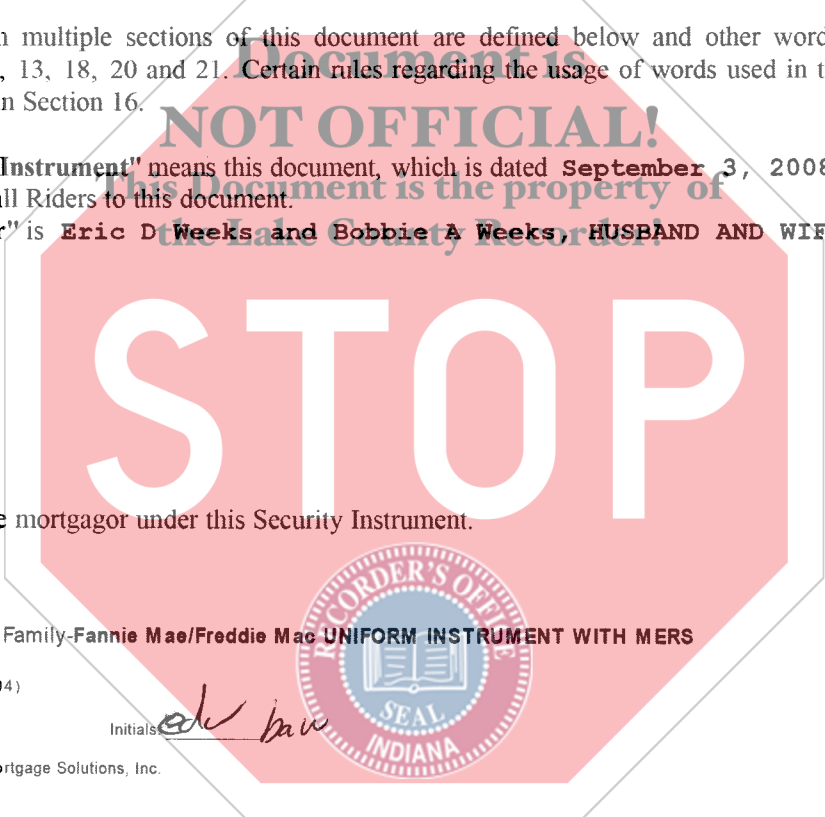 n multiple sections of this document are defined below and other word
, 13, 18, 20 and 21. Certain rules regarding the usage of words used in t
n Section 16.
Document is
NOT OFFICIAL!
This Document is the property of
the Lake County Recorder!
Instrument" means this document, which is dated September 3, 2008
ll Riders to this document.
r" is Eric D Weeks and Bobbie A Weeks, HUSBAND AND WIF
STOP
e mortgagor under this Security Instrument.
RECORDER'S OFFICE
SEAL
INDIANA
Family-Fannie Mae/Freddie Mac UNIFORM INSTRUMENT WITH MERS
04)
Initials: edw baw
ortgage Solutions, Inc.